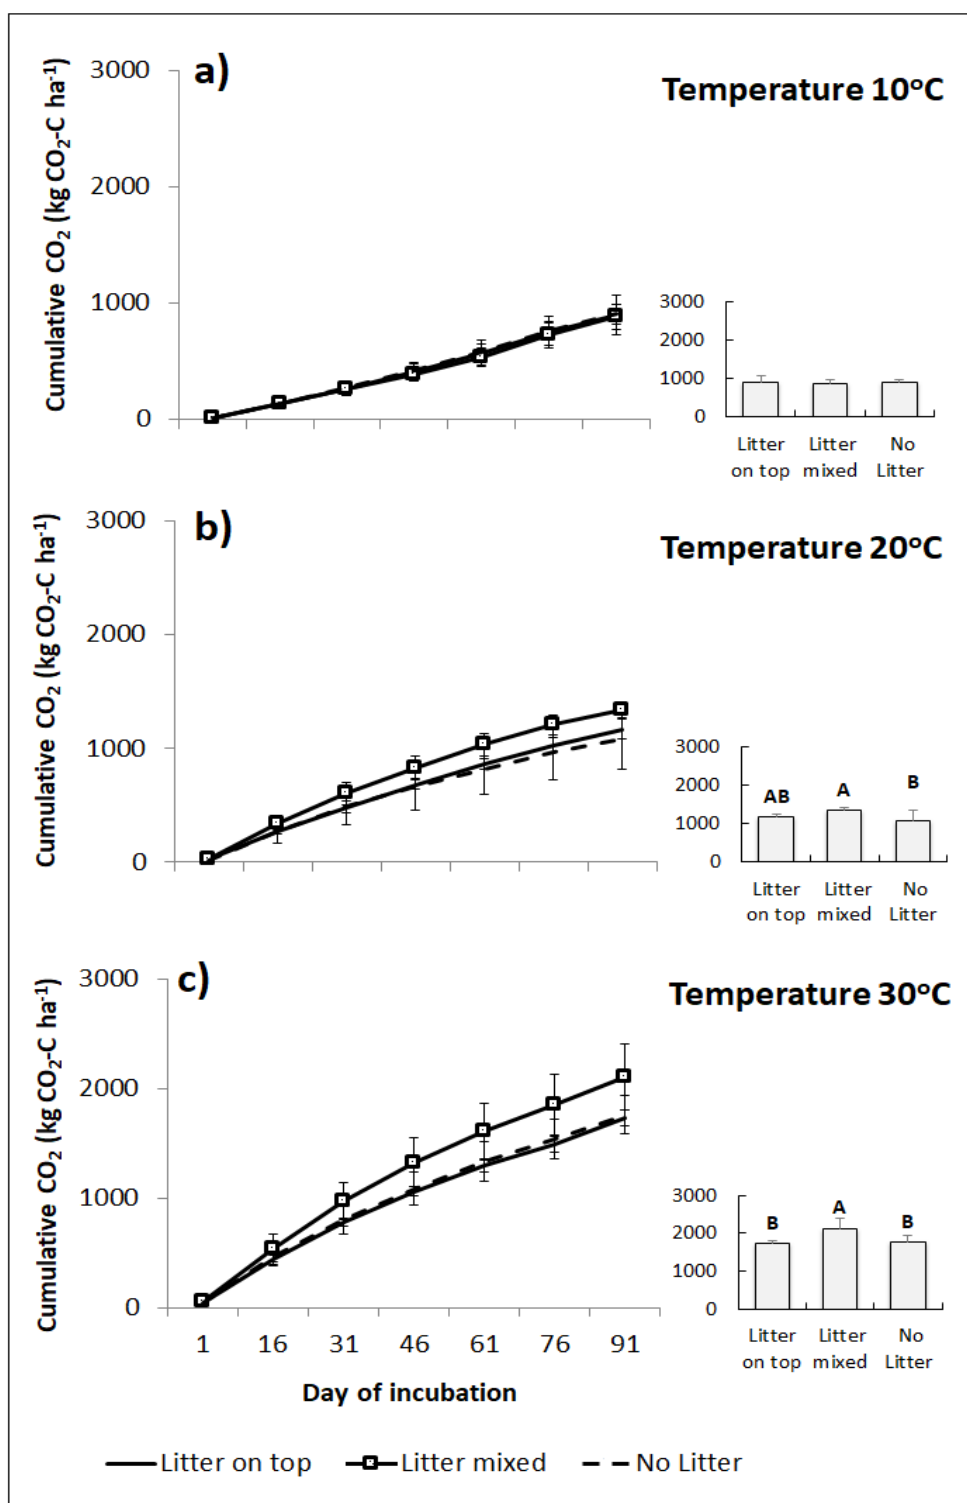 a)
Temperature 10°C
Cumulative CO₂ (kg CO₂-C ha⁻¹)
3000
2000
1000
0
3000
2000
1000
0
Litter on top
Litter mixed
No Litter
b)
Temperature 20°C
Cumulative CO₂ (kg CO₂-C ha⁻¹)
3000
2000
1000
0
3000
2000
1000
0
AB
A
B
Litter on top
Litter mixed
No Litter
c)
Temperature 30°C
Cumulative CO₂ (kg CO₂-C ha⁻¹)
3000
2000
1000
0
1 16 31 46 61 76 91
Day of incubation
3000
2000
1000
0
B
A
B
Litter on top
Litter mixed
No Litter
Litter on top Litter mixed No Litter